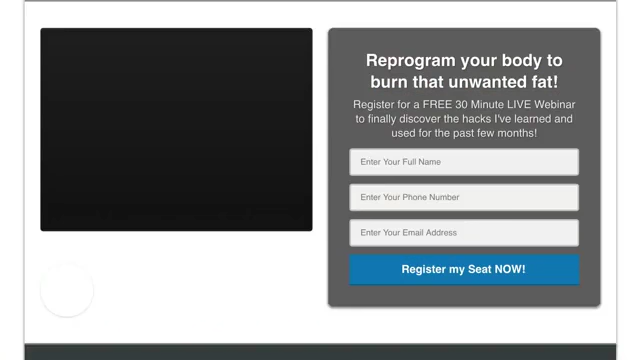 Reprogram your body to
burn that unwanted fat!
Register for a FREE 30 Minute LIVE Webinar
to finally discover the hacks I've learned and
used for the past few months!
Enter Your Full Name
Enter Your Phone Number
Enter Your Email Address
Register my Seat NOW!